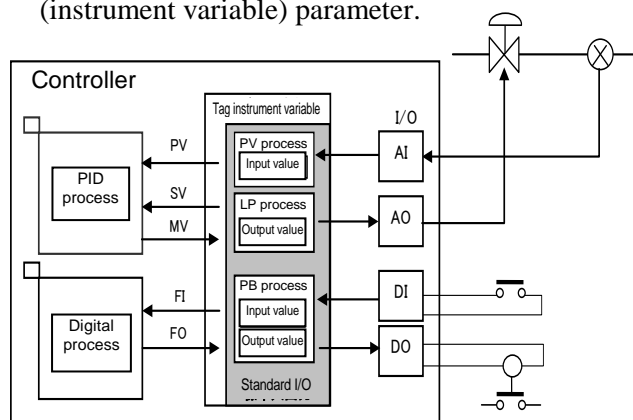 (instrument variable) parameter.
Controller
Tag instrument variable
I/O
PV
PV process
Input value
AI
PID
process
SV
MV
LP process
Output value
AO
PB process
Input value
Output value
DI
FI
Digital
process
FO
DO
Standard I/O